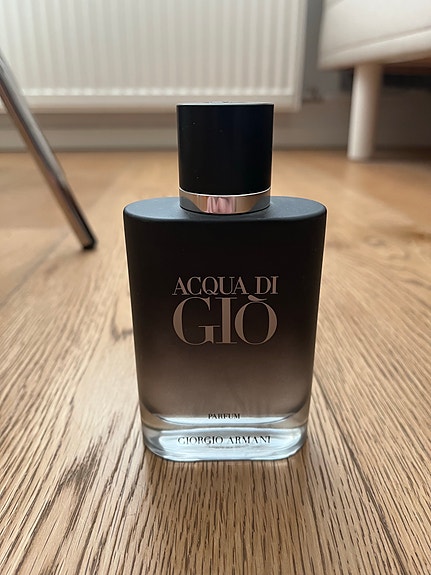 ACQUA DI
GIÒ
PARFUM
GIORGIO ARMANI